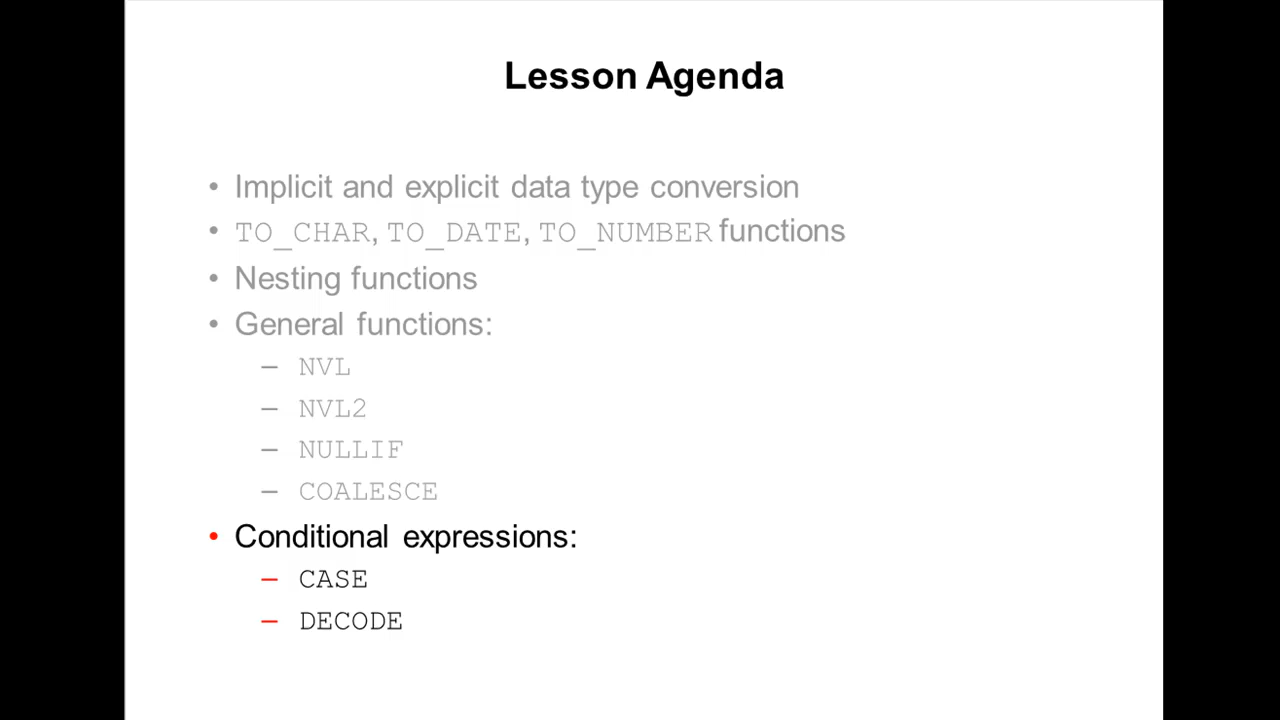 Lesson Agenda
• Implicit and explicit data type conversion
• TO_CHAR, TO_DATE, TO_NUMBER functions
• Nesting functions
• General functions:
– NVL
– NVL2
– NULLIF
– COALESCE
• Conditional expressions:
– CASE
– DECODE